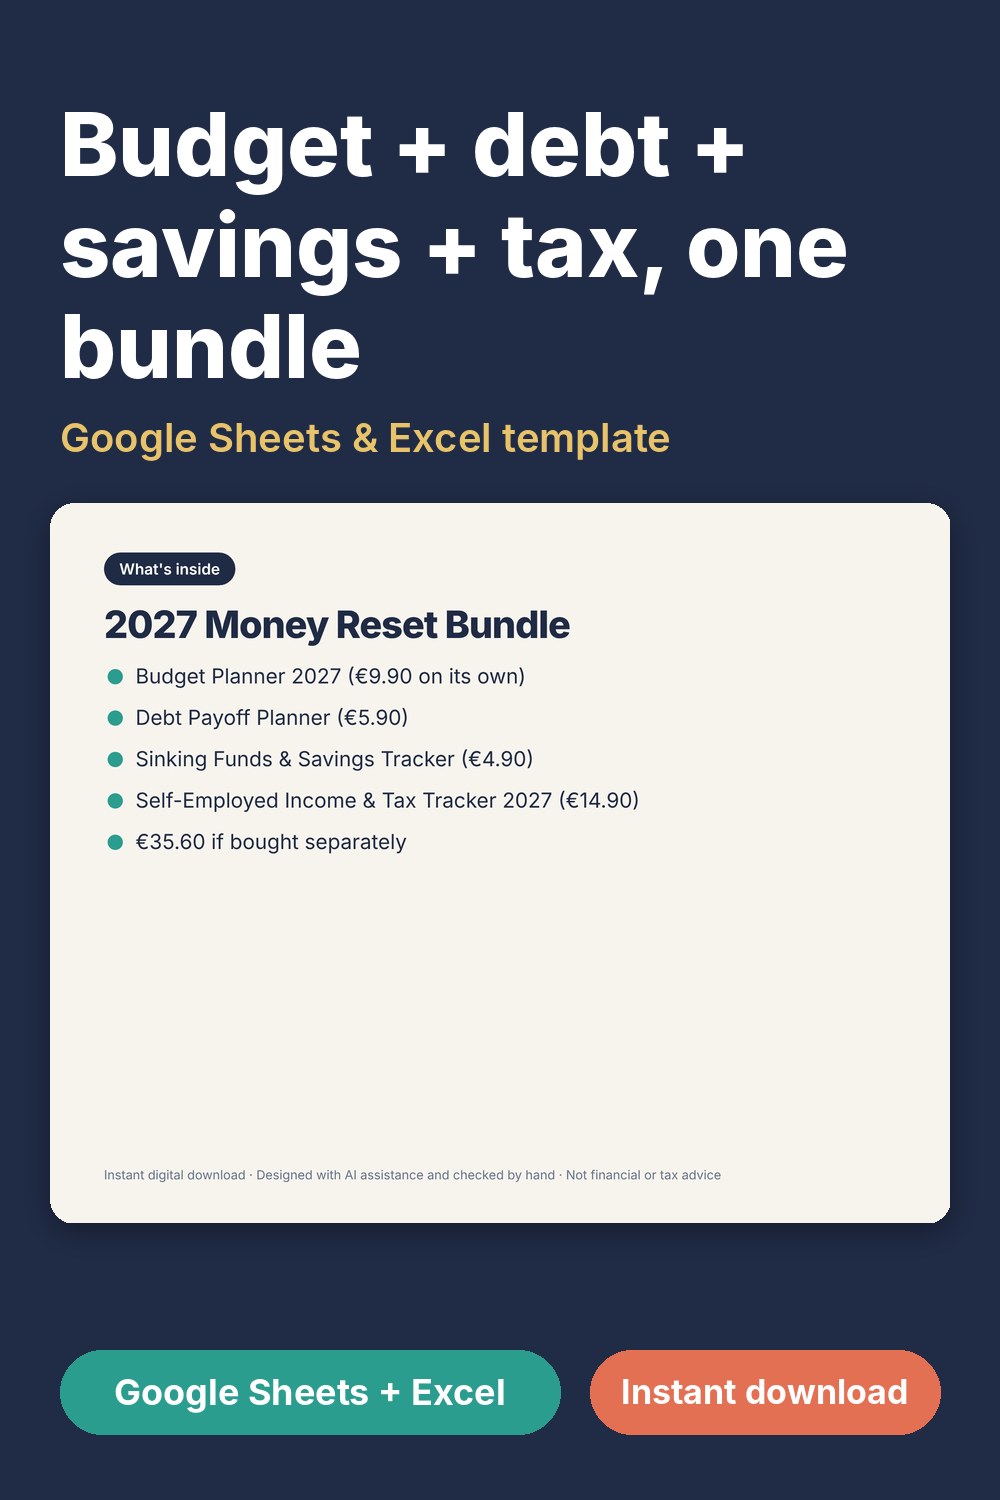 Budget + debt +
savings + tax, one
bundle
Google Sheets & Excel template
What's inside
2027 Money Reset Bundle
Budget Planner 2027 (€9.90 on its own)
Debt Payoff Planner (€5.90)
Sinking Funds & Savings Tracker (€4.90)
Self-Employed Income & Tax Tracker 2027 (€14.90)
€35.60 if bought separately
Instant digital download · Designed with AI assistance and checked by hand · Not financial or tax advice
Google Sheets + Excel
Instant download